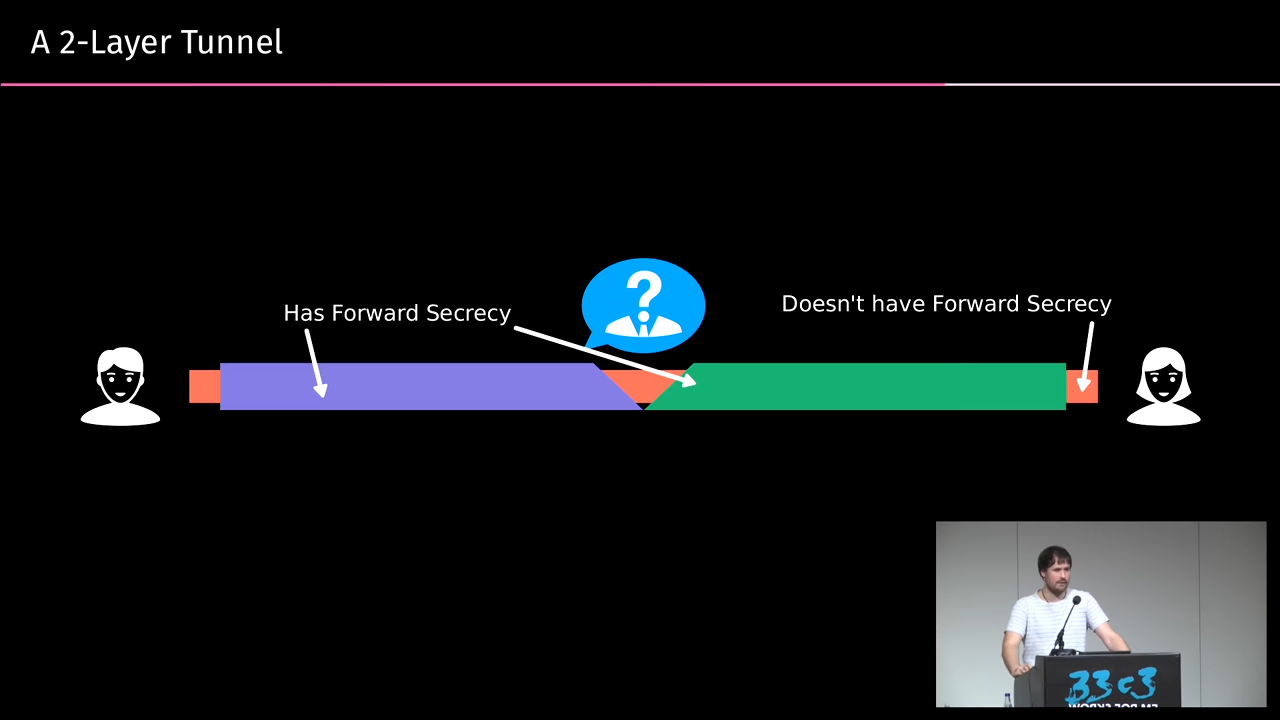 A 2-Layer Tunnel
?
Has Forward Secrecy
Doesn't have Forward Secrecy
33c3